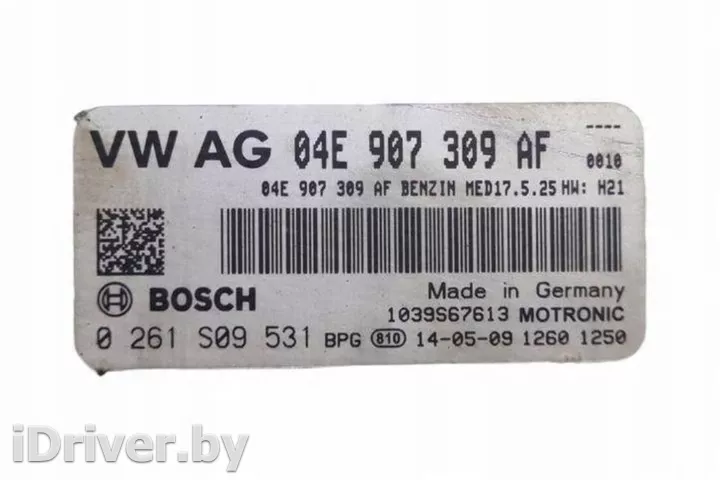 ----
VW AG 04E 907 309 AF 0010
04E 907 309 AF BENZIN MED17.5.25 HW: H21
BOSCH
Made in Germany
1039S67613 MOTRONIC
0 261 S09 531 BPG 810 14-05-09 1260 1250
iDriver.by